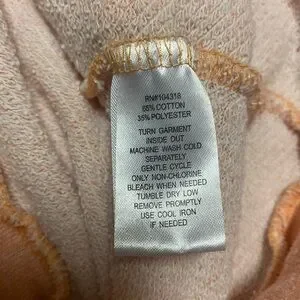 RN#104318
65% COTTON
35% POLYESTER
TURN GARMENT
INSIDE OUT
MACHINE WASH COLD
SEPARATELY
GENTLE CYCLE
ONLY NON-CHLORINE
BLEACH WHEN NEEDED
TUMBLE DRY LOW
REMOVE PROMPTLY
USE COOL IRON
IF NEEDED